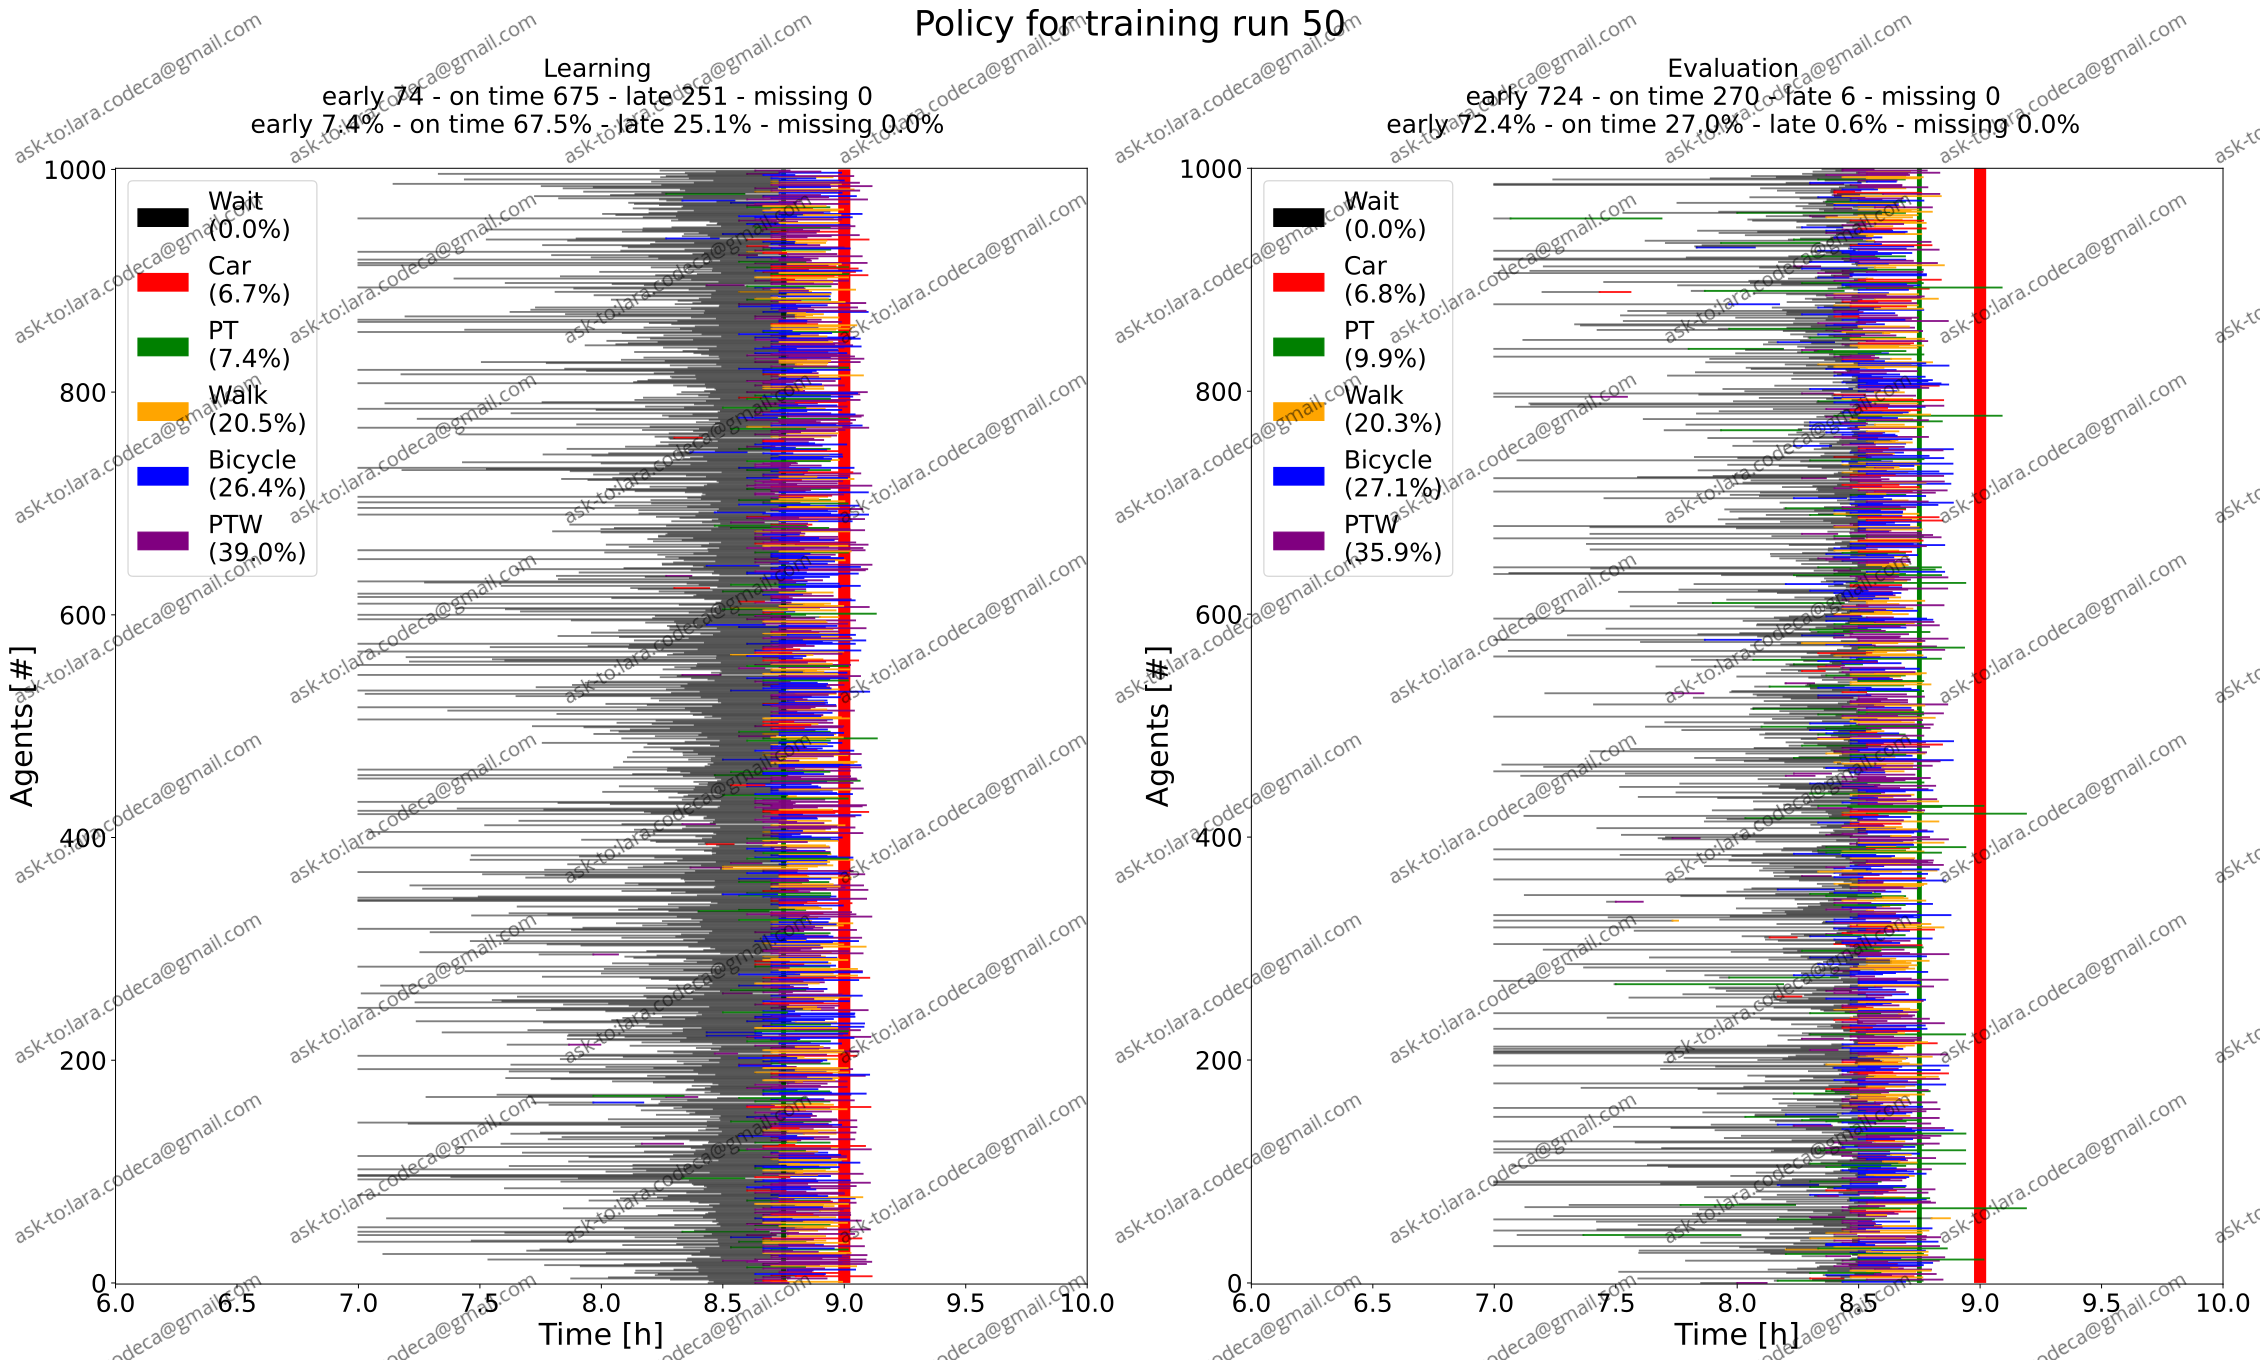 Policy for training run 50
Learning
early 74 - on time 675 - late 251 - missing 0
early 7.4% - on time 67.5% - late 25.1% - missing 0.0%
Wait
(0.0%)
Car
(6.7%)
PT
(7.4%)
Walk
(20.5%)
Bicycle
(26.4%)
PTW
(39.0%)
Agents [#]
1000
800
600
400
200
0
6.0 6.5 7.0 7.5 8.0 8.5 9.0 9.5 10.0
Time [h]
Evaluation
early 724 - on time 270 - late 6 - missing 0
early 72.4% - on time 27.0% - late 0.6% - missing 0.0%
Wait
(0.0%)
Car
(6.8%)
PT
(9.9%)
Walk
(20.3%)
Bicycle
(27.1%)
PTW
(35.9%)
Agents [#]
1000
800
600
400
200
0
6.0 6.5 7.0 7.5 8.0 8.5 9.0 9.5 10.0
Time [h]
ask-to:lara.codeca@gmail.com